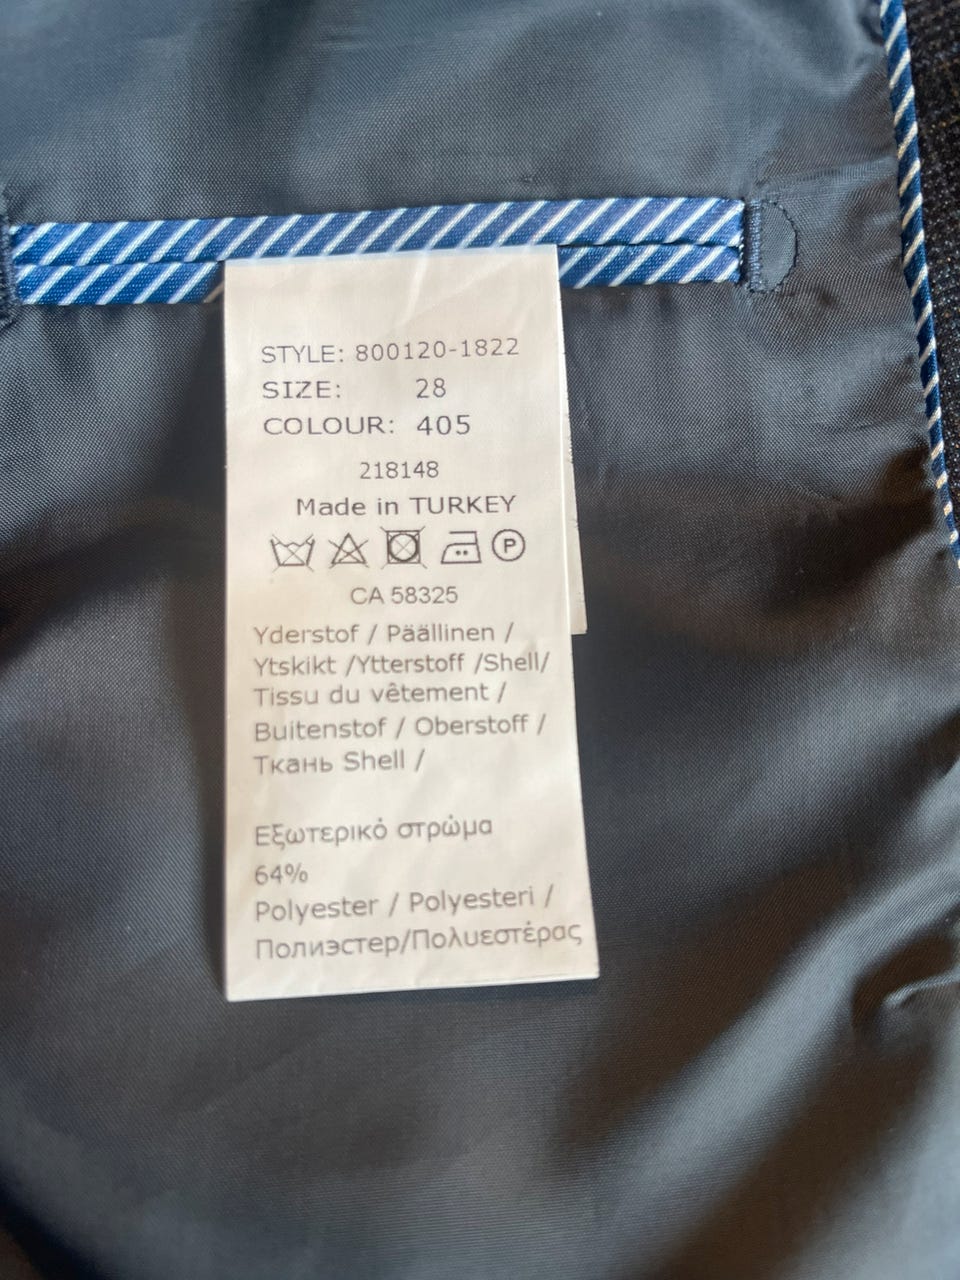 STYLE: 800120-1822
SIZE: 28
COLOUR: 405
218148
Made in TURKEY
P
CA 58325
Yderstof / Päällinen /
Ytskikt /Ytterstoff /Shell/
Tissu du vêtement /
Buitenstof / Oberstoff /
Ткань Shell /
Εξωτερικό στρώμα
64%
Polyester / Polyesteri /
Полиэстер/Πολυεστέρας